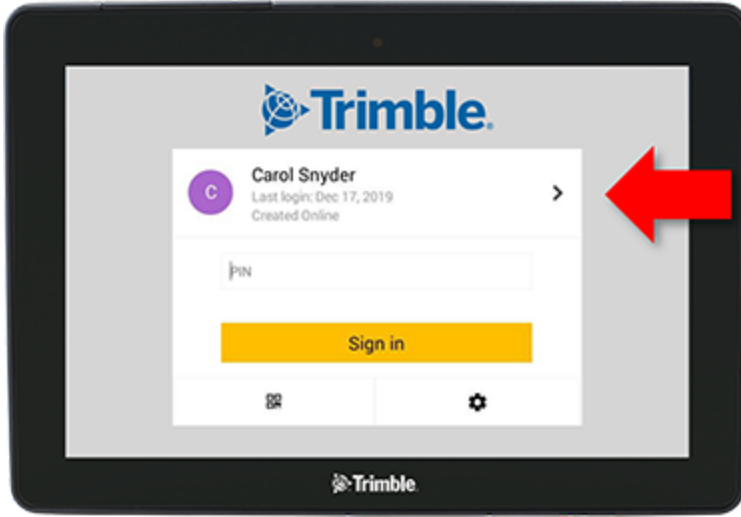 Trimble.
C
Carol Snyder
Last login: Dec 17, 2019
Created Online
PIN
Sign in
Trimble.